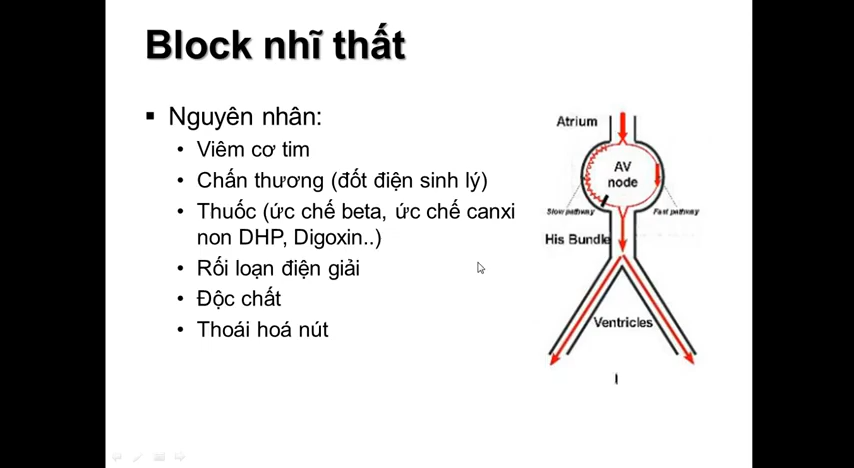 Block nhĩ thất
Nguyên nhân:
Viêm cơ tim
Chấn thương (đốt điện sinh lý)
Thuốc (ức chế beta, ức chế canxi
non DHP, Digoxin..)
Rối loạn điện giải
Độc chất
Thoái hoá nút
Atrium
AV
node
Slow pathway
Fast pathway
His Bundle
Ventricles
I